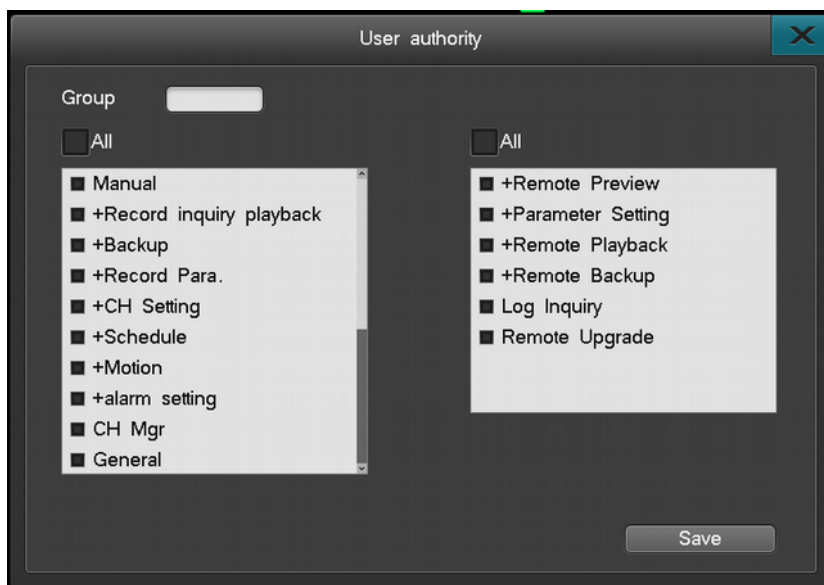 User authority
X
Group
All
Manual
+Record inquiry playback
+Backup
+Record Para.
+CH Setting
+Schedule
+Motion
+alarm setting
CH Mgr
General
All
+Remote Preview
+Parameter Setting
+Remote Playback
+Remote Backup
Log Inquiry
Remote Upgrade
Save